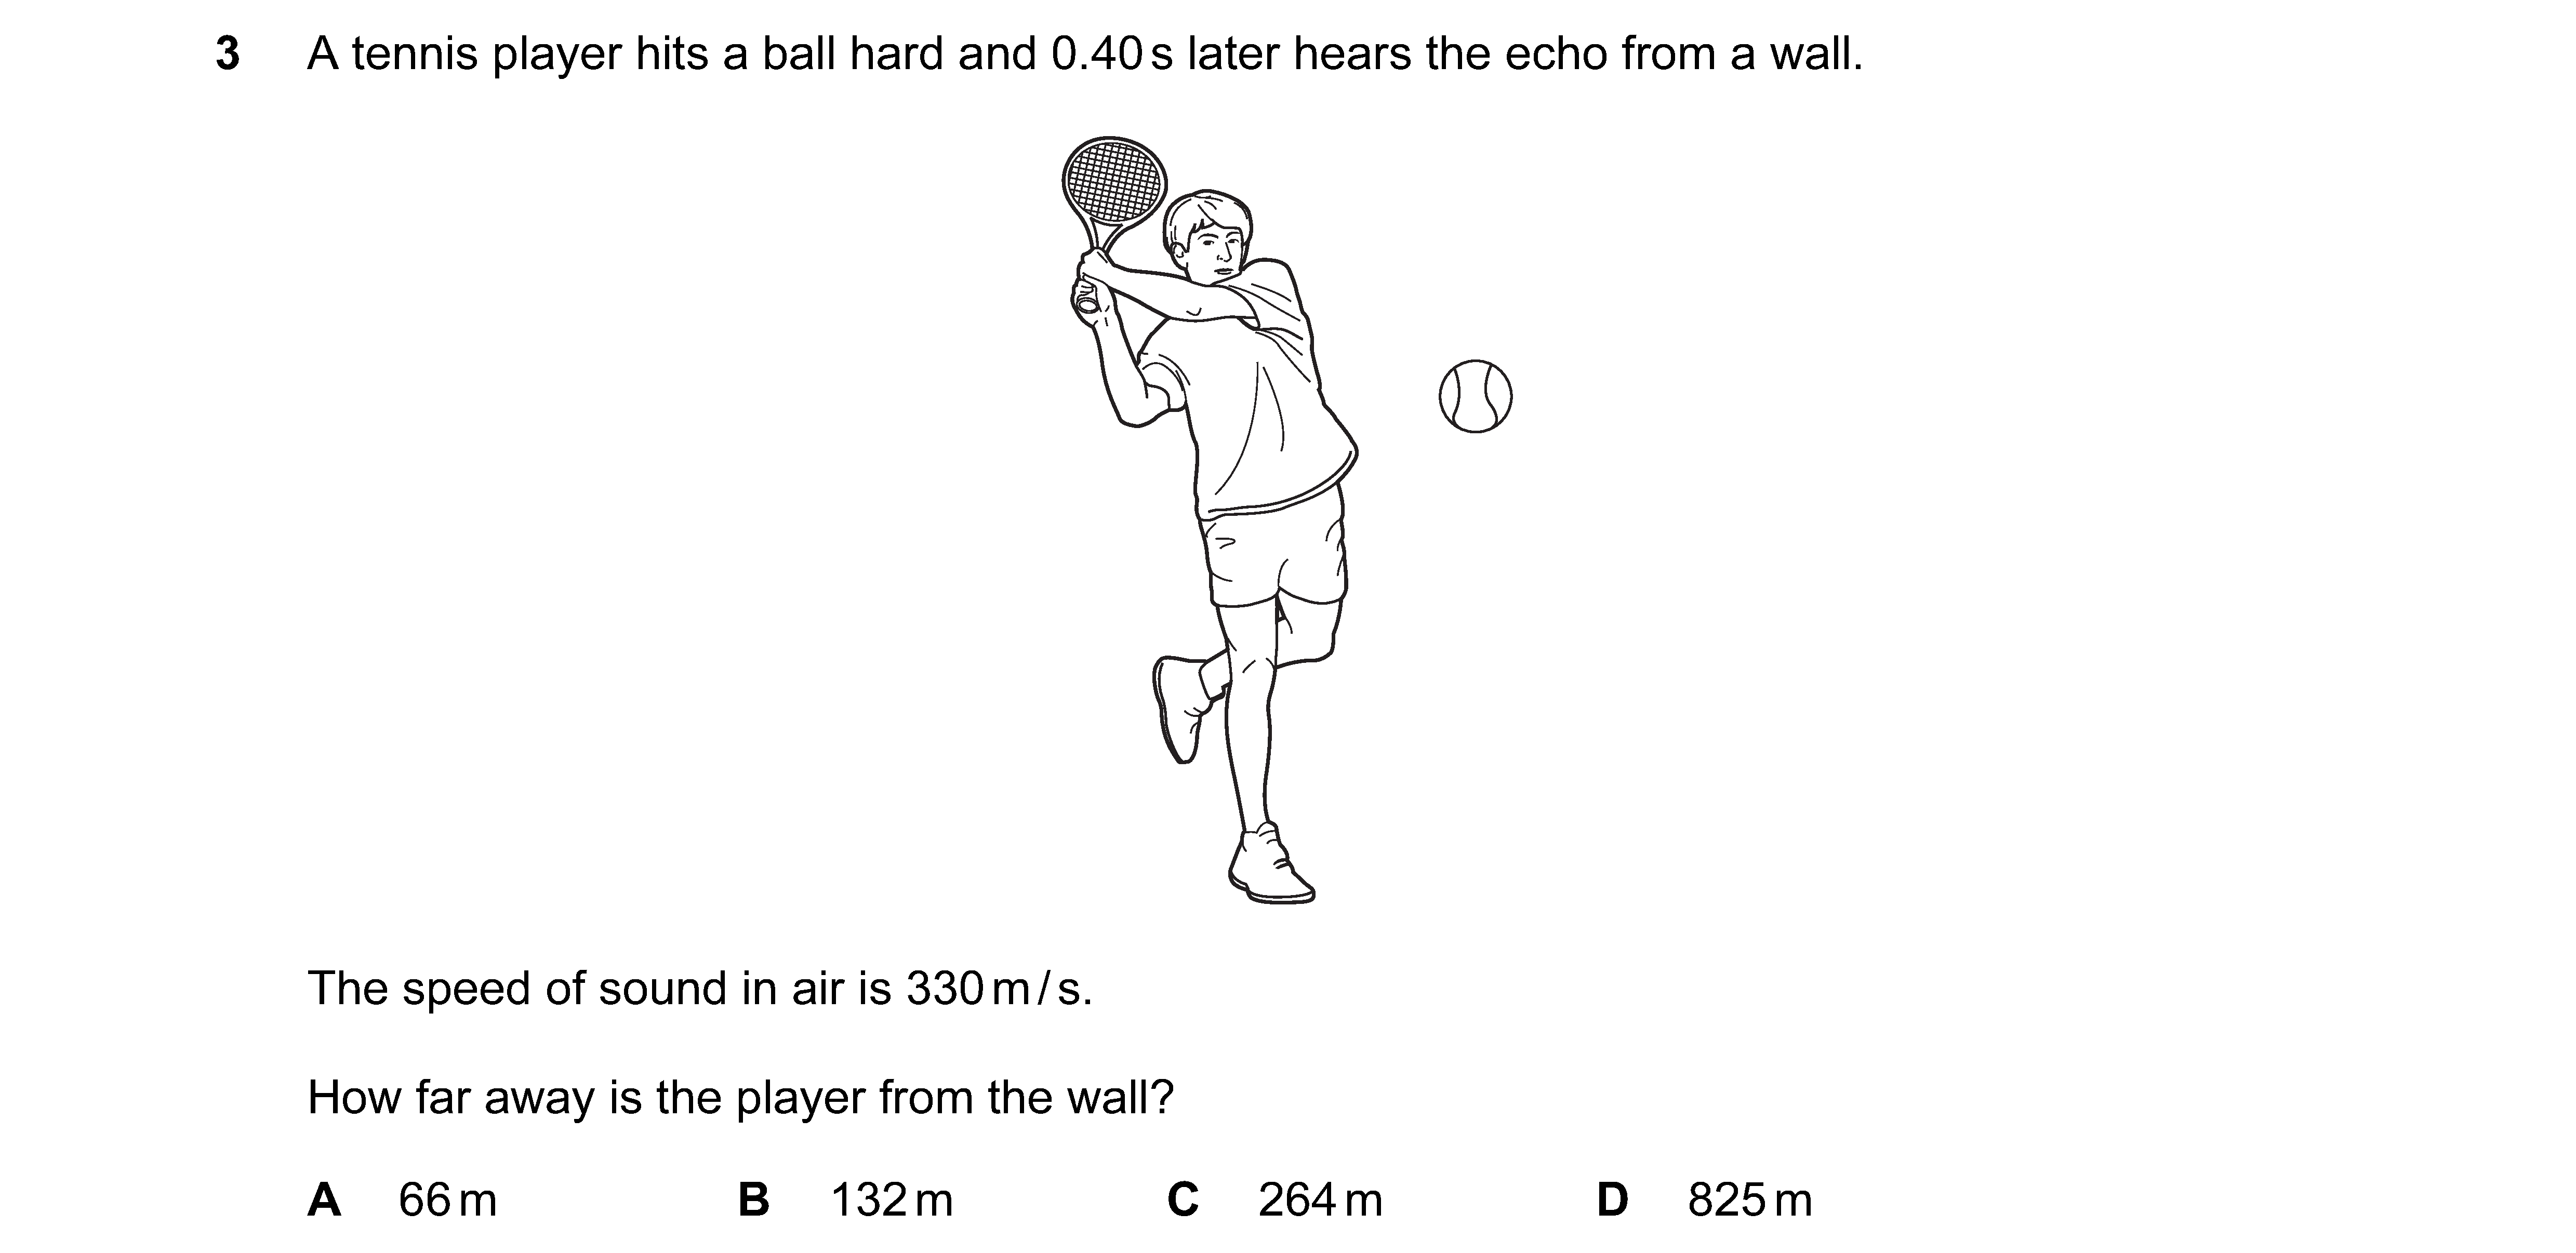 3 A tennis player hits a ball hard and 0.40 s later hears the echo from a wall.
The speed of sound in air is 330 m / s.
How far away is the player from the wall?
A 66 m B 132 m C 264 m D 825 m